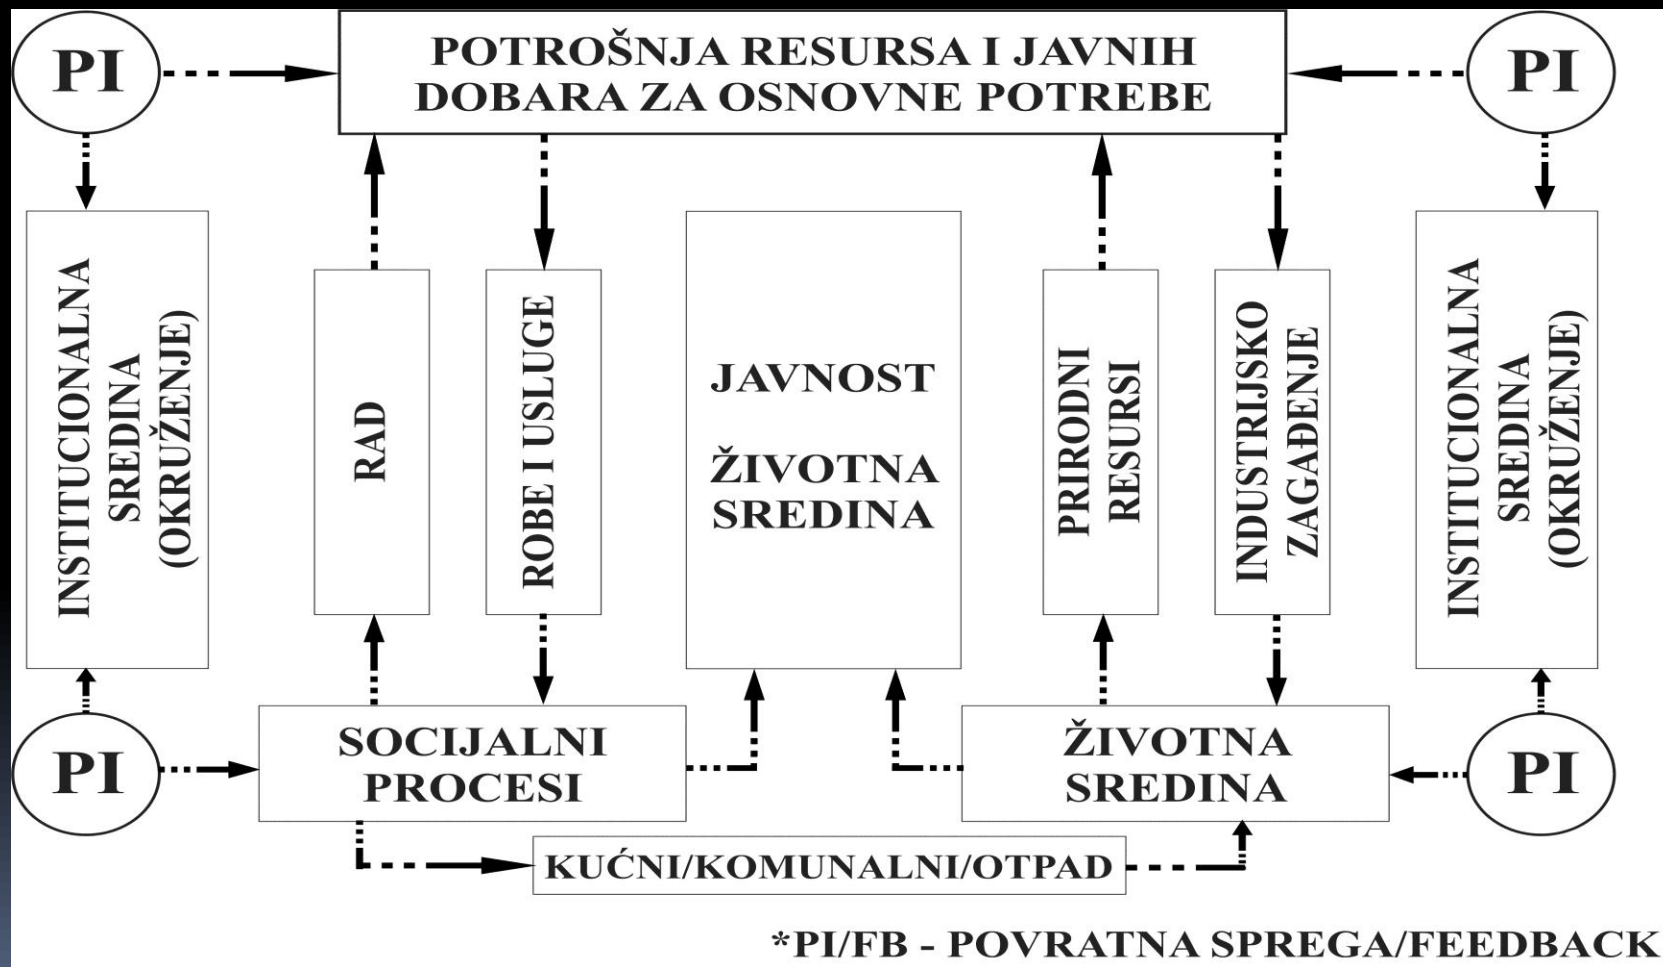 PI
POTROŠNJA RESURSA I JAVNIH
DOBARA ZA OSNOVNE POTREBE
PI
INSTITUCIONALNA
SREDINA
(OKRUŽENJE)
RAD
ROBE I USLUGE
JAVNOST
ŽIVOTNA
SREDINA
PRIRODNI
RESURSI
INDUSTRIJSKO
ZAGAĐENJE
INSTITUCIONALNA
SREDINA
(OKRUŽENJE)
PI
SOCIJALNI
PROCESI
ŽIVOTNA
SREDINA
PI
KUĆNI/KOMUNALNI/OTPAD
*PI/FB - POVRATNA SPREGA/FEEDBACK